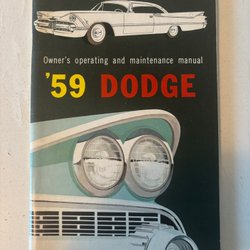 Owner's operating and maintenance manual
'59 DODGE